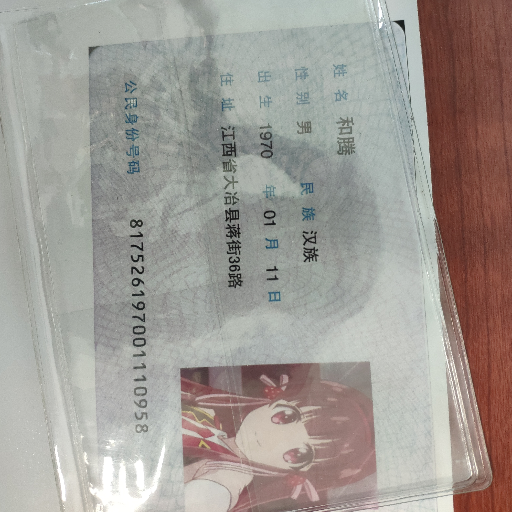 姓名 和腾
性别 男 民族 汉族
出生 1970 年 01 月 11 日
住址 江西省大冶县蒋街36路
公民身份号码 817526197001110958